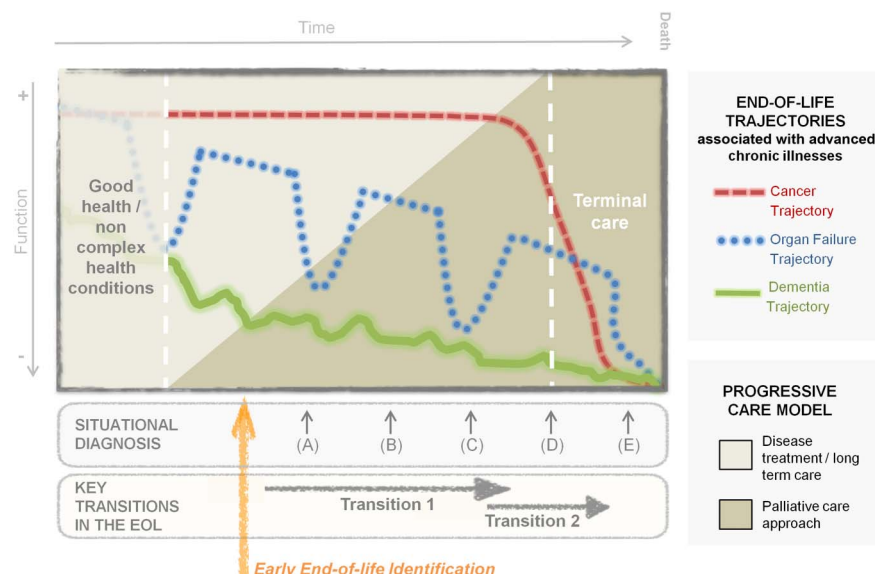 Time
Death
+
Function
-
Good
health /
non
complex
health
conditions
Terminal
care
END-OF-LIFE
TRAJECTORIES
associated with advanced
chronic illnesses
Cancer
Trajectory
Organ Failure
Trajectory
Dementia
Trajectory
SITUATIONAL
DIAGNOSIS
(A)
(B)
(C)
(D)
(E)
KEY
TRANSITIONS
IN THE EOL
Transition 1
Transition 2
PROGRESSIVE
CARE MODEL
Disease
treatment / long
term care
Palliative care
approach
Early End-of-life Identification